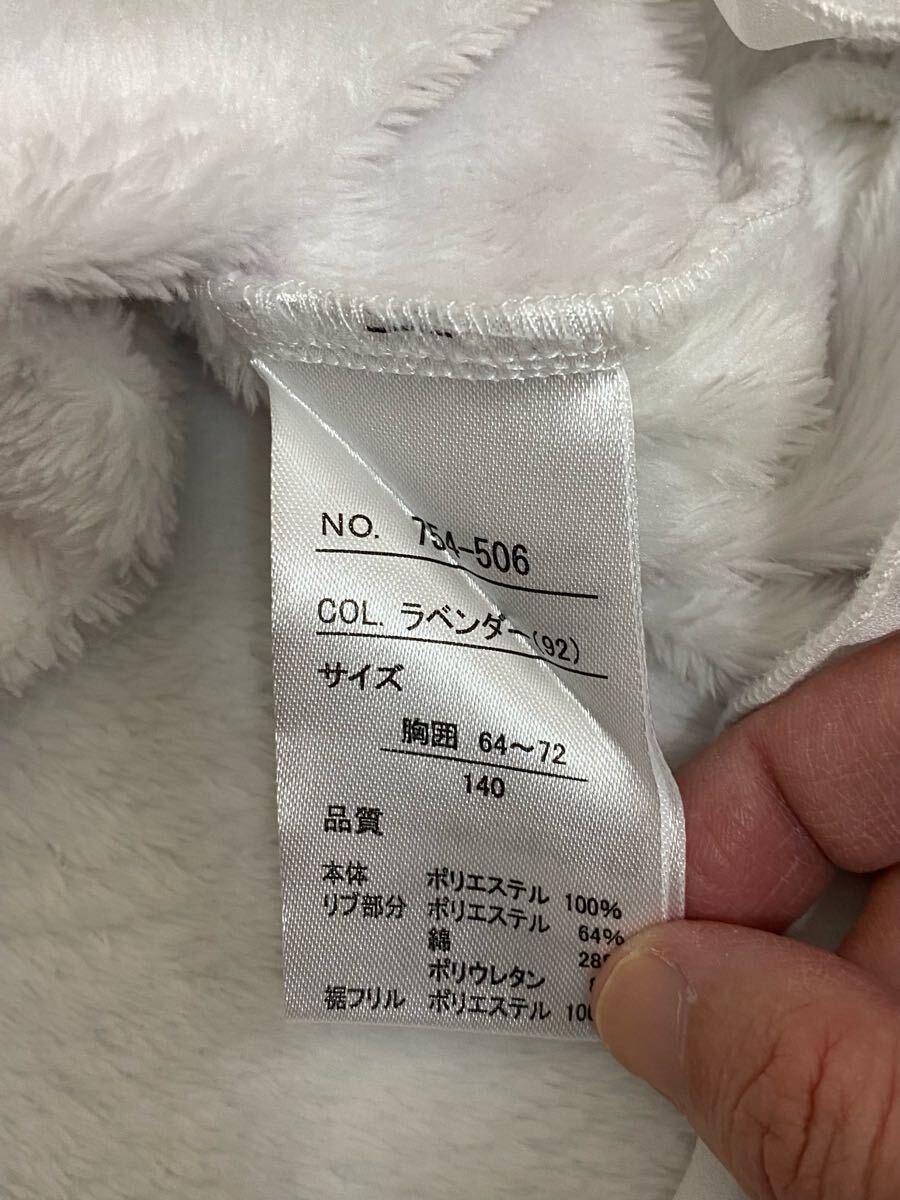 NO. 754-506
COL. ラベンダー(92)
サイズ
胸囲 64～72
140
品質
本体 ポリエステル 100%
リブ部分 ポリエステル 64%
綿
ポリウレタン
裾フリル ポリエステル